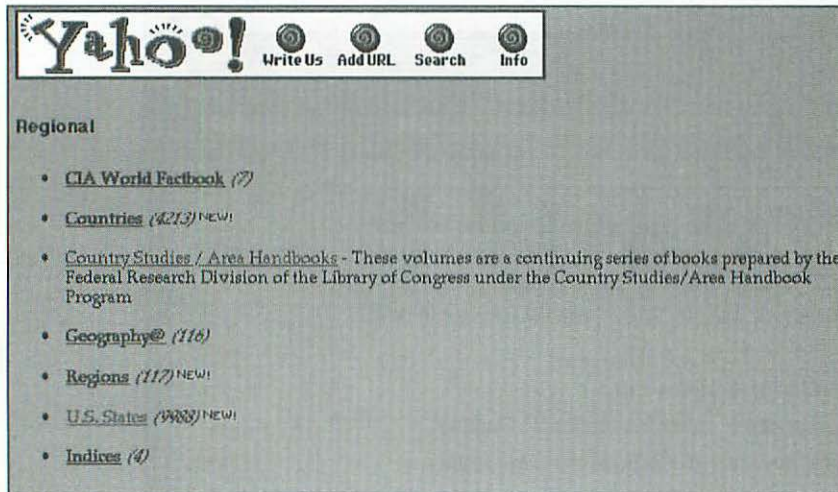 Yahoo!
Write Us Add URL Search Info
Regional
• CIA World Factbook (7)
• Countries (4213) NEW!
• Country Studies / Area Handbooks - These volumes are a continuing series of books prepared by the
Federal Research Division of the Library of Congress under the Country Studies/Area Handbook
Program
• Geography@ (116)
• Regions (117) NEW!
• U.S. States (9988) NEW!
• Indices (4)